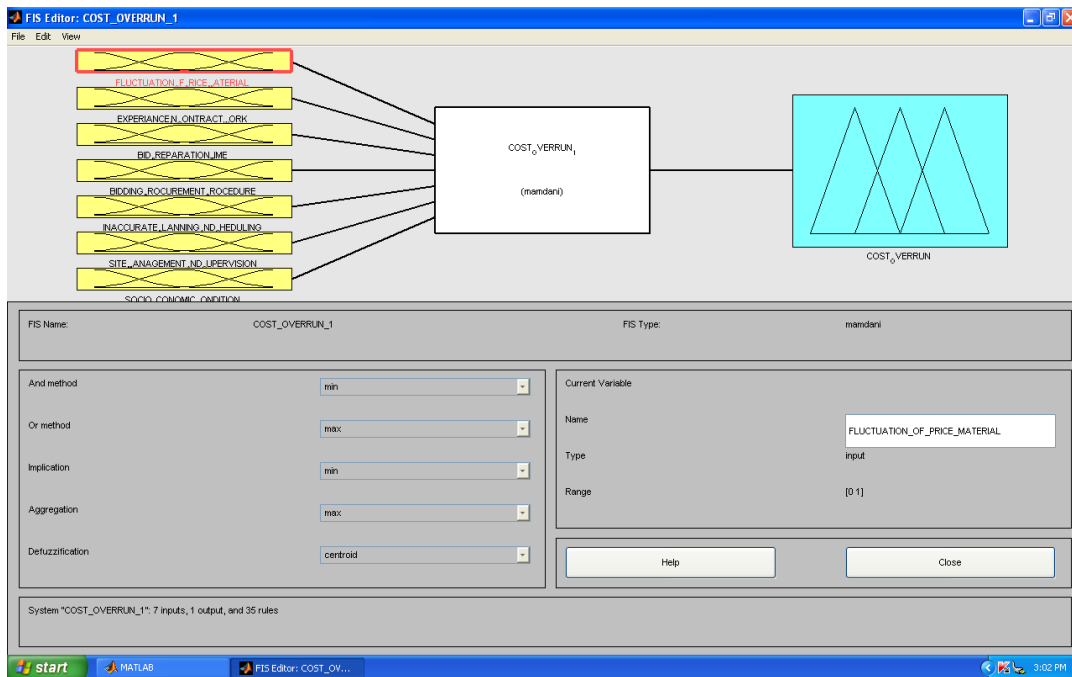 FIS Editor: COST_OVERRUN_1
File Edit View
FLUCTUATION_F_RICE_ATERIAL
EXPERIANCE_N_ONTRACT_ORK
BID_REPARATION_IME
BIDDING_ROCUREMENT_ROCEDURE
INACCURATE_LANNING_ND_HEDULING
SITE_ANAGEMENT_ND_UPERVISION
SOCIO_CONOMIC_ONDITION
COST_OVERRUN_1
(mamdani)
COST_OVERRUN
FIS Name: COST_OVERRUN_1 FIS Type: mamdani
And method min
Or method max
Implication min
Aggregation max
Defuzzification centroid
Current Variable
Name FLUCTUATION_OF_PRICE_MATERIAL
Type input
Range [0 1]
Help Close
System "COST_OVERRUN_1": 7 inputs, 1 output, and 35 rules
start MATLAB FIS Editor: COST_OV... 3:02 PM